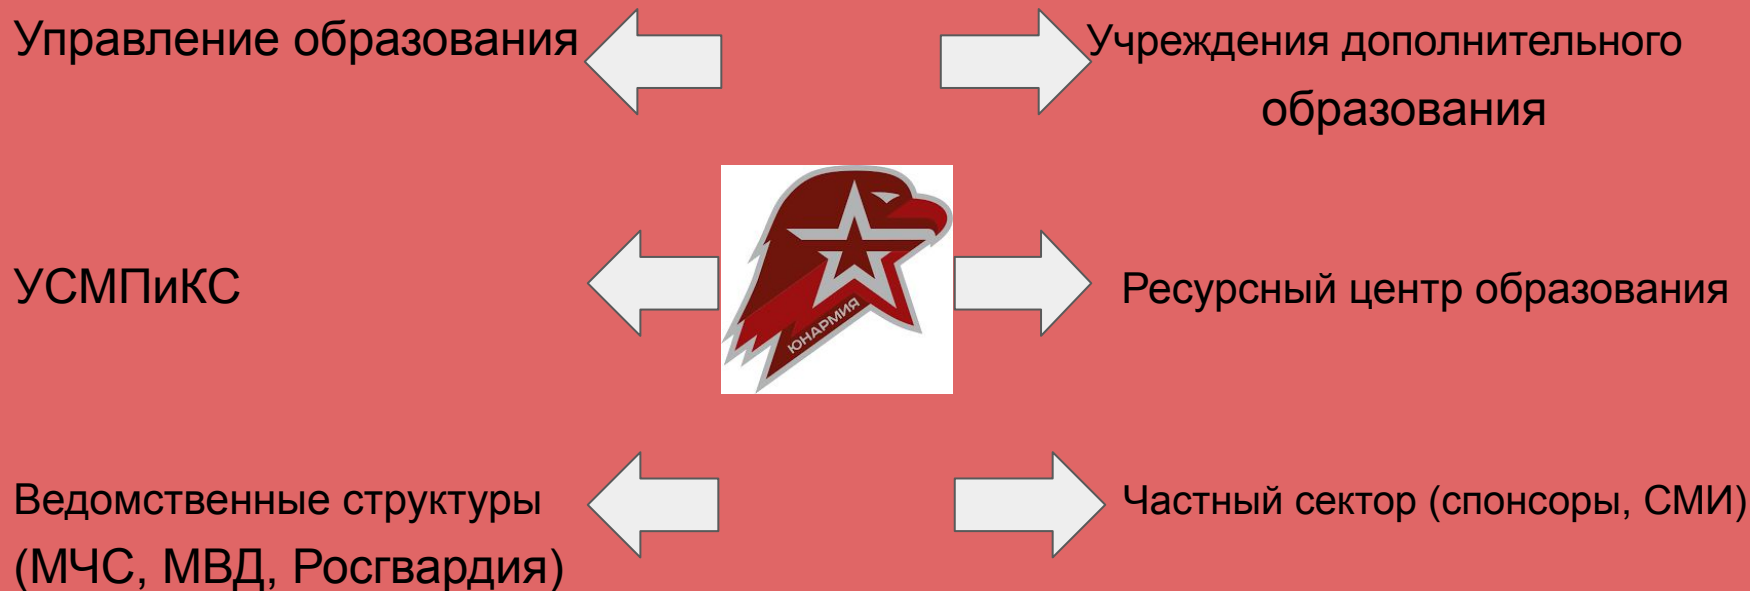 Управление образования
Учреждения дополнительного
образования
УСМПиКС
ЮНАРМИЯ
Ресурсный центр образования
Ведомственные структуры
(МЧС, МВД, Росгвардия)
Частный сектор (спонсоры, СМИ)